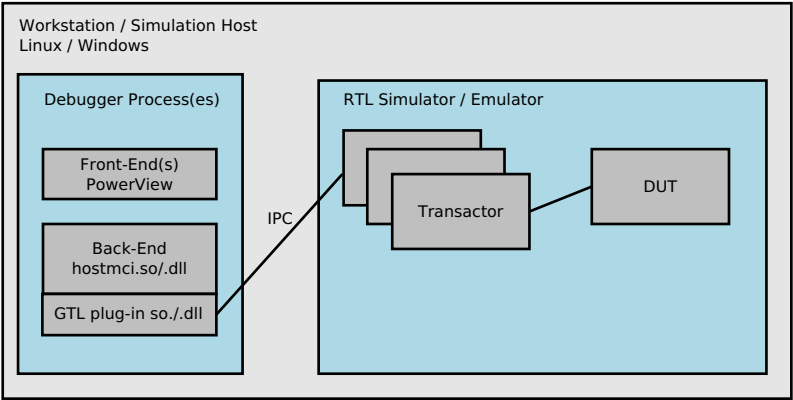 Workstation / Simulation Host
Linux / Windows
Debugger Process(es)
Front-End(s)
PowerView
Back-End
hostmci.so/.dll
GTL plug-in so./.dll
IPC
RTL Simulator / Emulator
Transactor
DUT